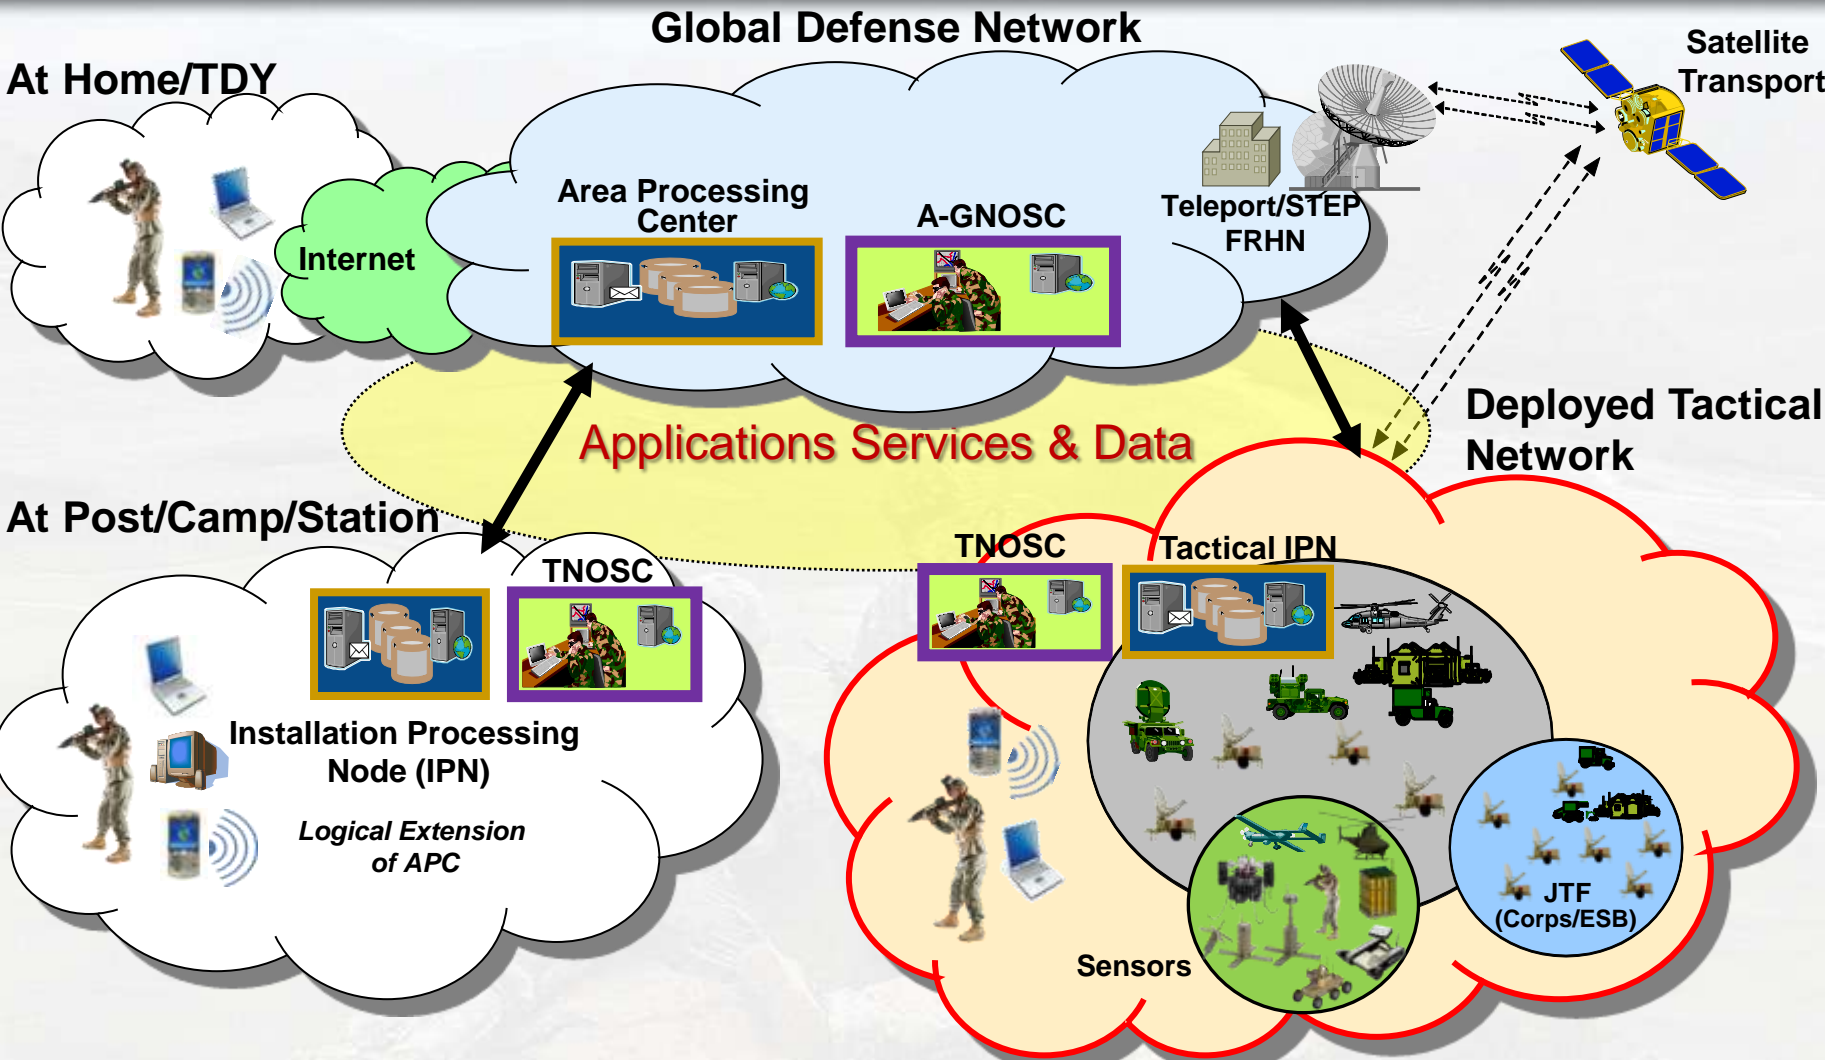 Global Defense Network
Satellite
Transport
At Home/TDY
Internet
Area Processing
Center
A-GNOSC
Teleport/STEP
FRHN
Applications Services & Data
Deployed Tactical
Network
At Post/Camp/Station
TNOSC
Installation Processing
Node (IPN)
Logical Extension
of APC
TNOSC
Tactical IPN
JTF
(Corps/ESB)
Sensors